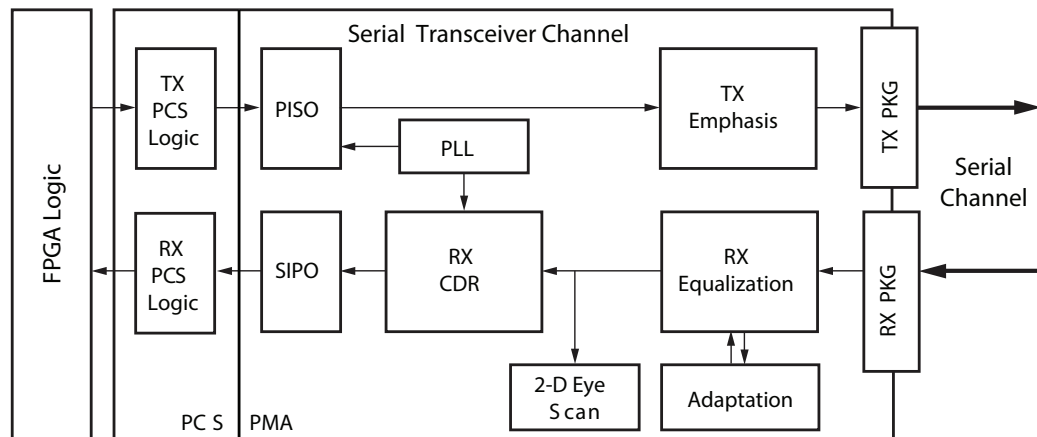 Serial Transceiver Channel
FPGA Logic
TX
PCS
Logic
PISO
TX
Emphasis
TX PKG
PLL
Serial
Channel
RX
PCS
Logic
SIPO
RX
CDR
RX
Equalization
RX PKG
2-D Eye
S can
Adaptation
PC S
PMA